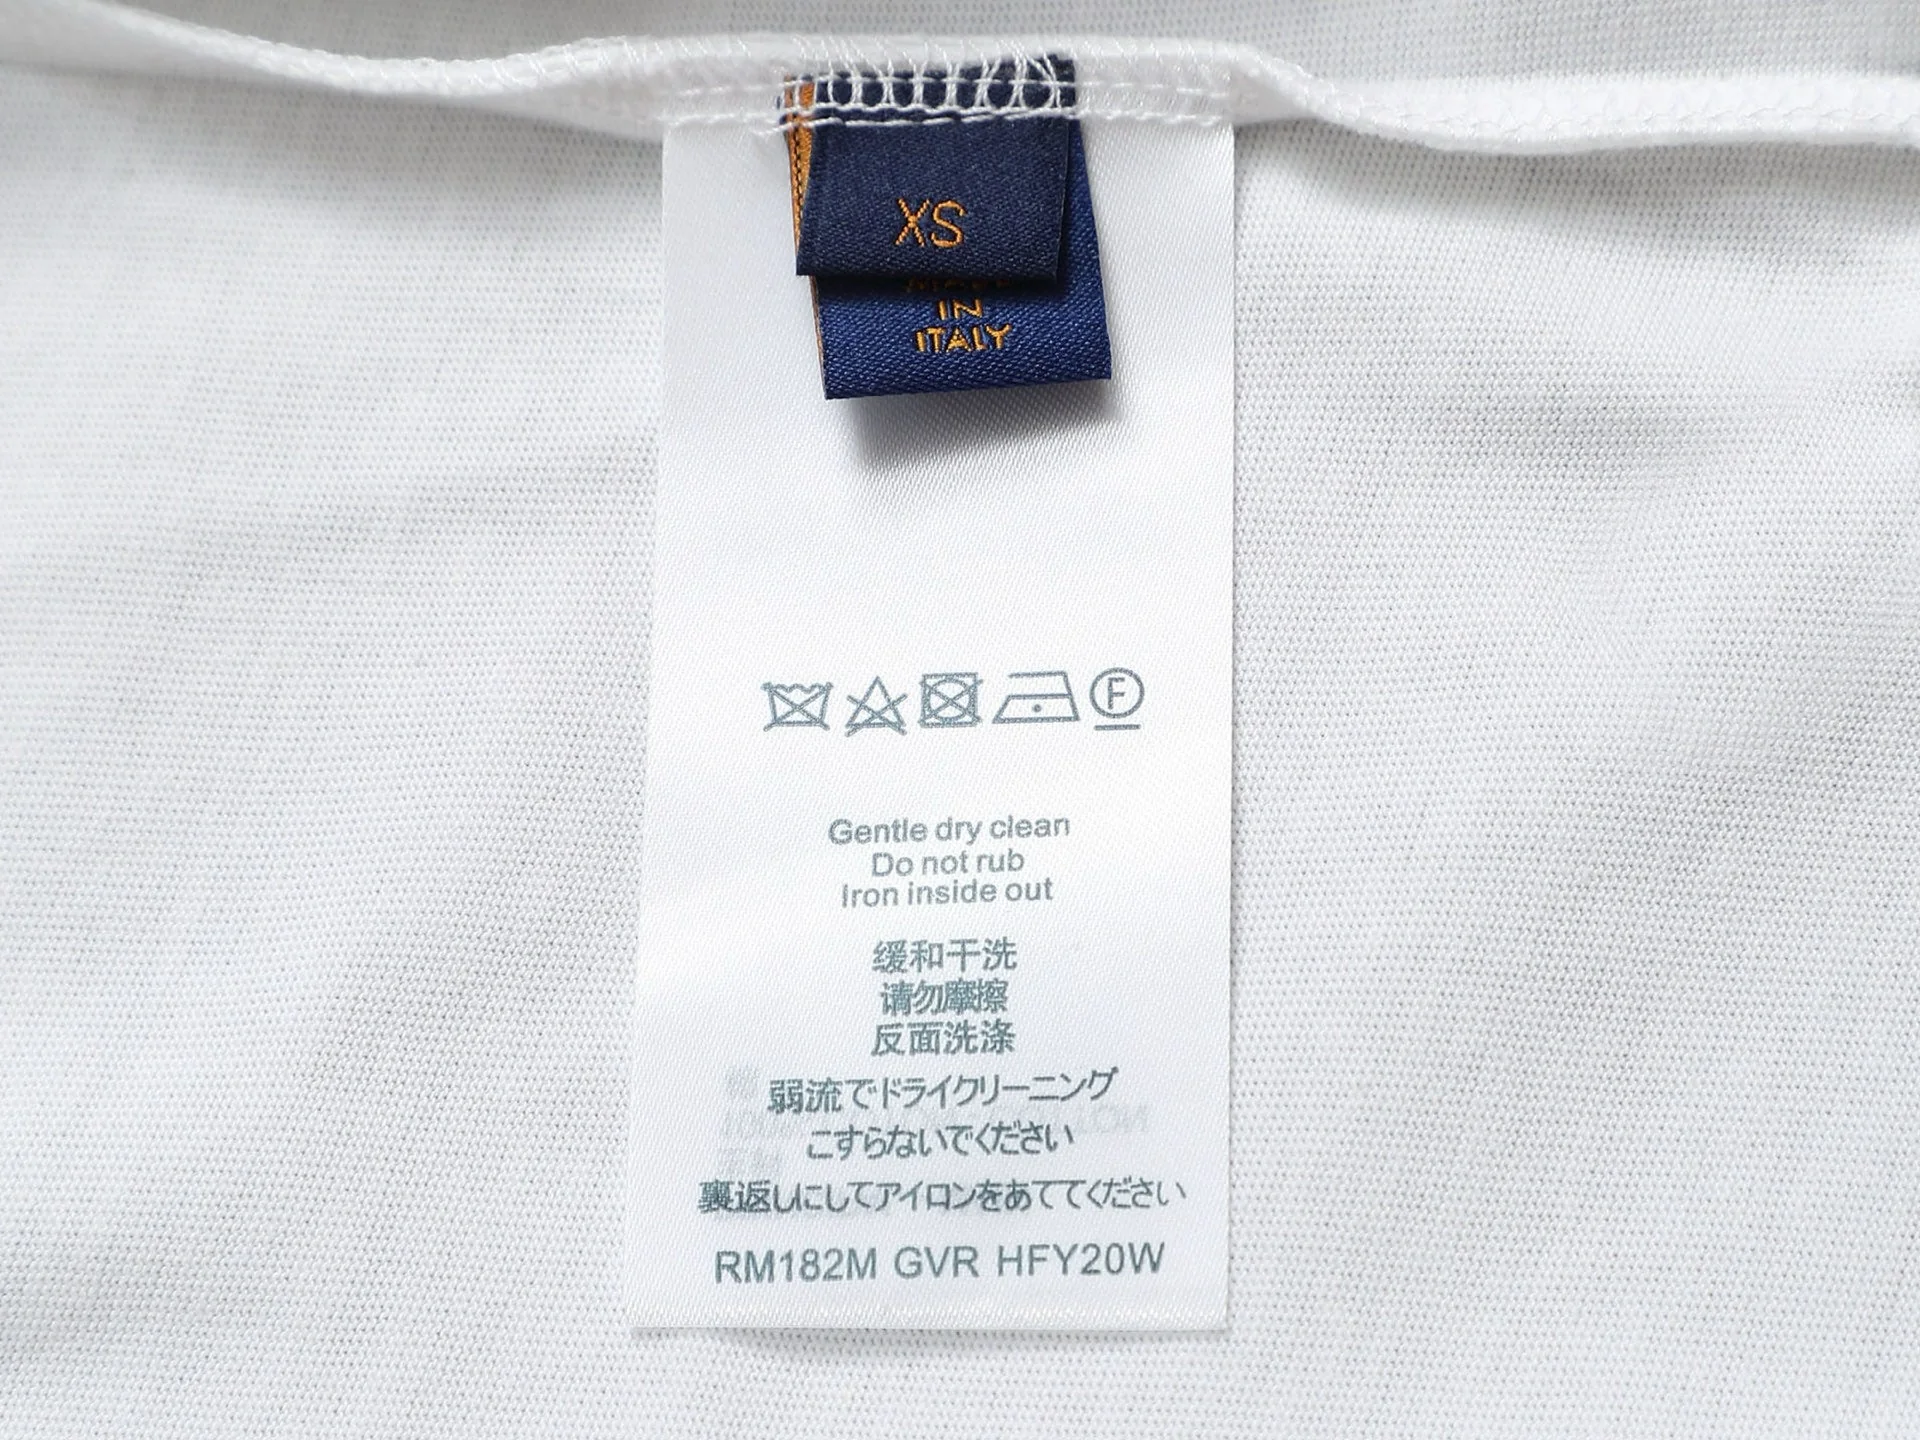 XS
IN
ITALY
F
Gentle dry clean
Do not rub
Iron inside out
缓和干洗
请勿摩擦
反面洗涤
弱流でドライクリーニング
こすらないでください
裏返しにしてアイロンをあててください
RM182M GVR HFY20W